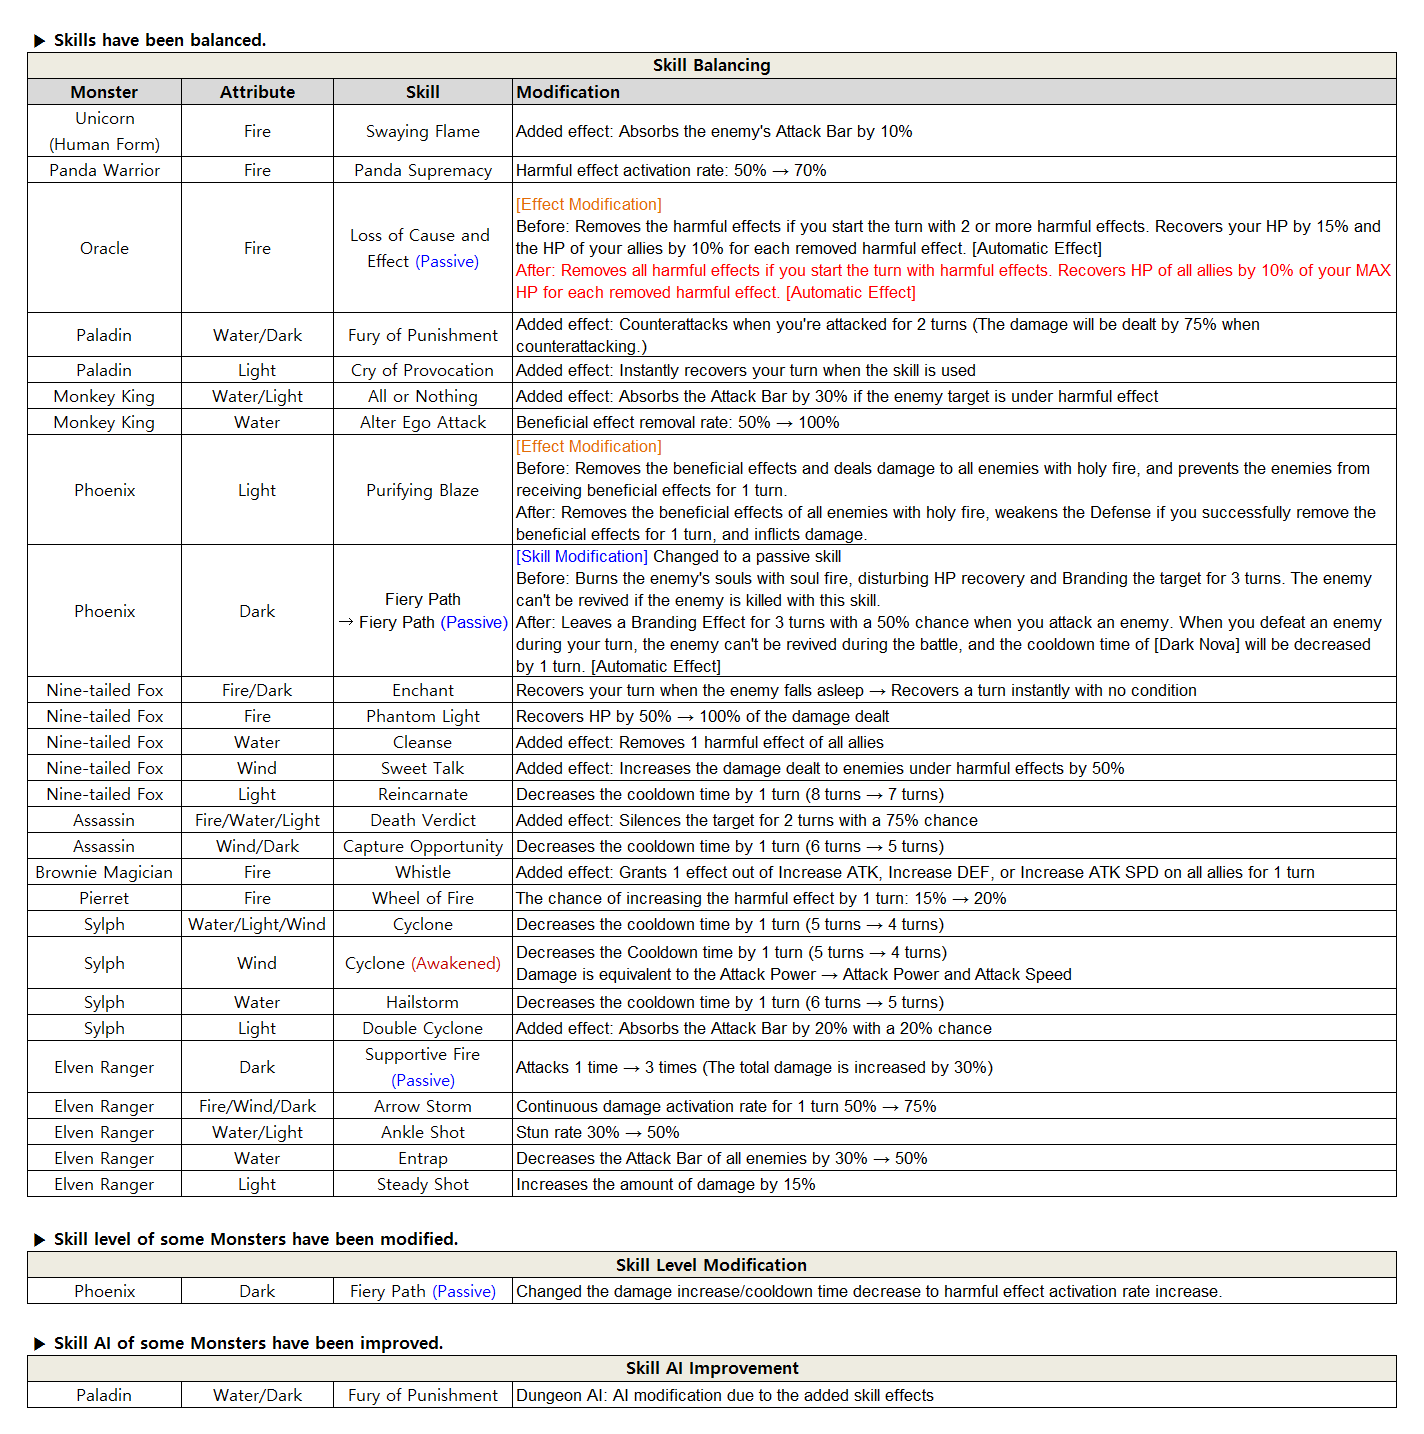 ▶ Skills have been balanced.
Skill Balancing
Monster Attribute Skill Modification
Unicorn
(Human Form) Fire Swaying Flame Added effect: Absorbs the enemy's Attack Bar by 10%
Panda Warrior Fire Panda Supremacy Harmful effect activation rate: 50% → 70%
Oracle Fire Loss of Cause and
Effect (Passive)
[Effect Modification]
Before: Removes the harmful effects if you start the turn with 2 or more harmful effects. Recovers your HP by 15% and
the HP of your allies by 10% for each removed harmful effect. [Automatic Effect]
After: Removes all harmful effects if you start the turn with harmful effects. Recovers HP of all allies by 10% of your MAX
HP for each removed harmful effect. [Automatic Effect]
Paladin Water/Dark Fury of Punishment Added effect: Counterattacks when you're attacked for 2 turns (The damage will be dealt by 75% when
counterattacking.)
Paladin Light Cry of Provocation Added effect: Instantly recovers your turn when the skill is used
Monkey King Water/Light All or Nothing Added effect: Absorbs the Attack Bar by 30% if the enemy target is under harmful effect
Monkey King Water Alter Ego Attack Beneficial effect removal rate: 50% → 100%
Phoenix Light Purifying Blaze
[Effect Modification]
Before: Removes the beneficial effects and deals damage to all enemies with holy fire, and prevents the enemies from
receiving beneficial effects for 1 turn.
After: Removes the beneficial effects of all enemies with holy fire, weakens the Defense if you successfully remove the
beneficial effects for 1 turn, and inflicts damage.
Phoenix Dark Fiery Path
→ Fiery Path (Passive)
[Skill Modification] Changed to a passive skill
Before: Burns the enemy's souls with soul fire, disturbing HP recovery and Branding the target for 3 turns. The enemy
can't be revived if the enemy is killed with this skill.
After: Leaves a Branding Effect for 3 turns with a 50% chance when you attack an enemy. When you defeat an enemy
during your turn, the enemy can't be revived during the battle, and the cooldown time of [Dark Nova] will be decreased
by 1 turn. [Automatic Effect]
Nine-tailed Fox Fire/Dark Enchant Recovers your turn when the enemy falls asleep → Recovers a turn instantly with no condition
Nine-tailed Fox Fire Phantom Light Recovers HP by 50% → 100% of the damage dealt
Nine-tailed Fox Water Cleanse Added effect: Removes 1 harmful effect of all allies
Nine-tailed Fox Wind Sweet Talk Added effect: Increases the damage dealt to enemies under harmful effects by 50%
Nine-tailed Fox Light Reincarnate Decreases the cooldown time by 1 turn (8 turns → 7 turns)
Assassin Fire/Water/Light Death Verdict Added effect: Silences the target for 2 turns with a 75% chance
Assassin Wind/Dark Capture Opportunity Decreases the cooldown time by 1 turn (6 turns → 5 turns)
Brownie Magician Fire Whistle Added effect: Grants 1 effect out of Increase ATK, Increase DEF, or Increase ATK SPD on all allies for 1 turn
Pierret Fire Wheel of Fire The chance of increasing the harmful effect by 1 turn: 15% → 20%
Sylph Water/Light/Wind Cyclone Decreases the cooldown time by 1 turn (5 turns → 4 turns)
Sylph Wind Cyclone (Awakened) Decreases the Cooldown time by 1 turn (5 turns → 4 turns)
Damage is equivalent to the Attack Power → Attack Power and Attack Speed
Sylph Water Hailstorm Decreases the cooldown time by 1 turn (6 turns → 5 turns)
Sylph Light Double Cyclone Added effect: Absorbs the Attack Bar by 20% with a 20% chance
Elven Ranger Dark Supportive Fire
(Passive) Attacks 1 time → 3 times (The total damage is increased by 30%)
Elven Ranger Fire/Wind/Dark Arrow Storm Continuous damage activation rate for 1 turn 50% → 75%
Elven Ranger Water/Light Ankle Shot Stun rate 30% → 50%
Elven Ranger Water Entrap Decreases the Attack Bar of all enemies by 30% → 50%
Elven Ranger Light Steady Shot Increases the amount of damage by 15%
▶ Skill level of some Monsters have been modified.
Skill Level Modification
Phoenix Dark Fiery Path (Passive) Changed the damage increase/cooldown time decrease to harmful effect activation rate increase.
▶ Skill AI of some Monsters have been improved.
Skill AI Improvement
Paladin Water/Dark Fury of Punishment Dungeon AI: AI modification due to the added skill effects